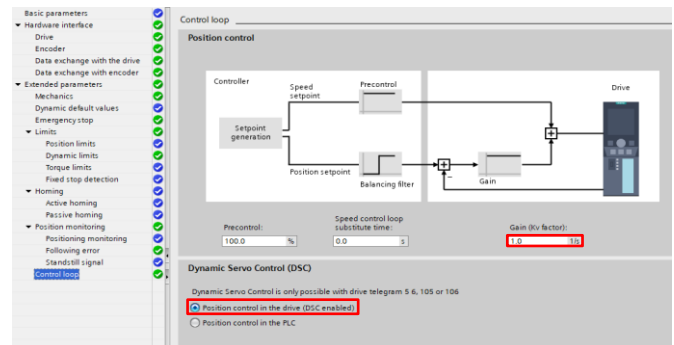 Basic parameters
Hardware interface
Drive
Encoder
Data exchange with the drive
Data exchange with encoder
Extended parameters
Mechanics
Dynamic default values
Emergency stop
Limits
Position limits
Dynamic limits
Torque limits
Fixed stop detection
Homing
Active homing
Passive homing
Position monitoring
Positioning monitoring
Following error
Standstill signal
Control loop
Control loop
Position control
Controller
Speed
setpoint
Precontrol
Drive
Setpoint
generation
Position setpoint
Balancing filter
Gain
Precontrol:
100.0 %
Speed control loop
substitute time:
0.0 s
Gain (Kv factor):
1.0 1/s
Dynamic Servo Control (DSC)
Dynamic Servo Control is only possible with drive telegram 5 6, 105 or 106
Position control in the drive (DSC enabled)
Position control in the PLC